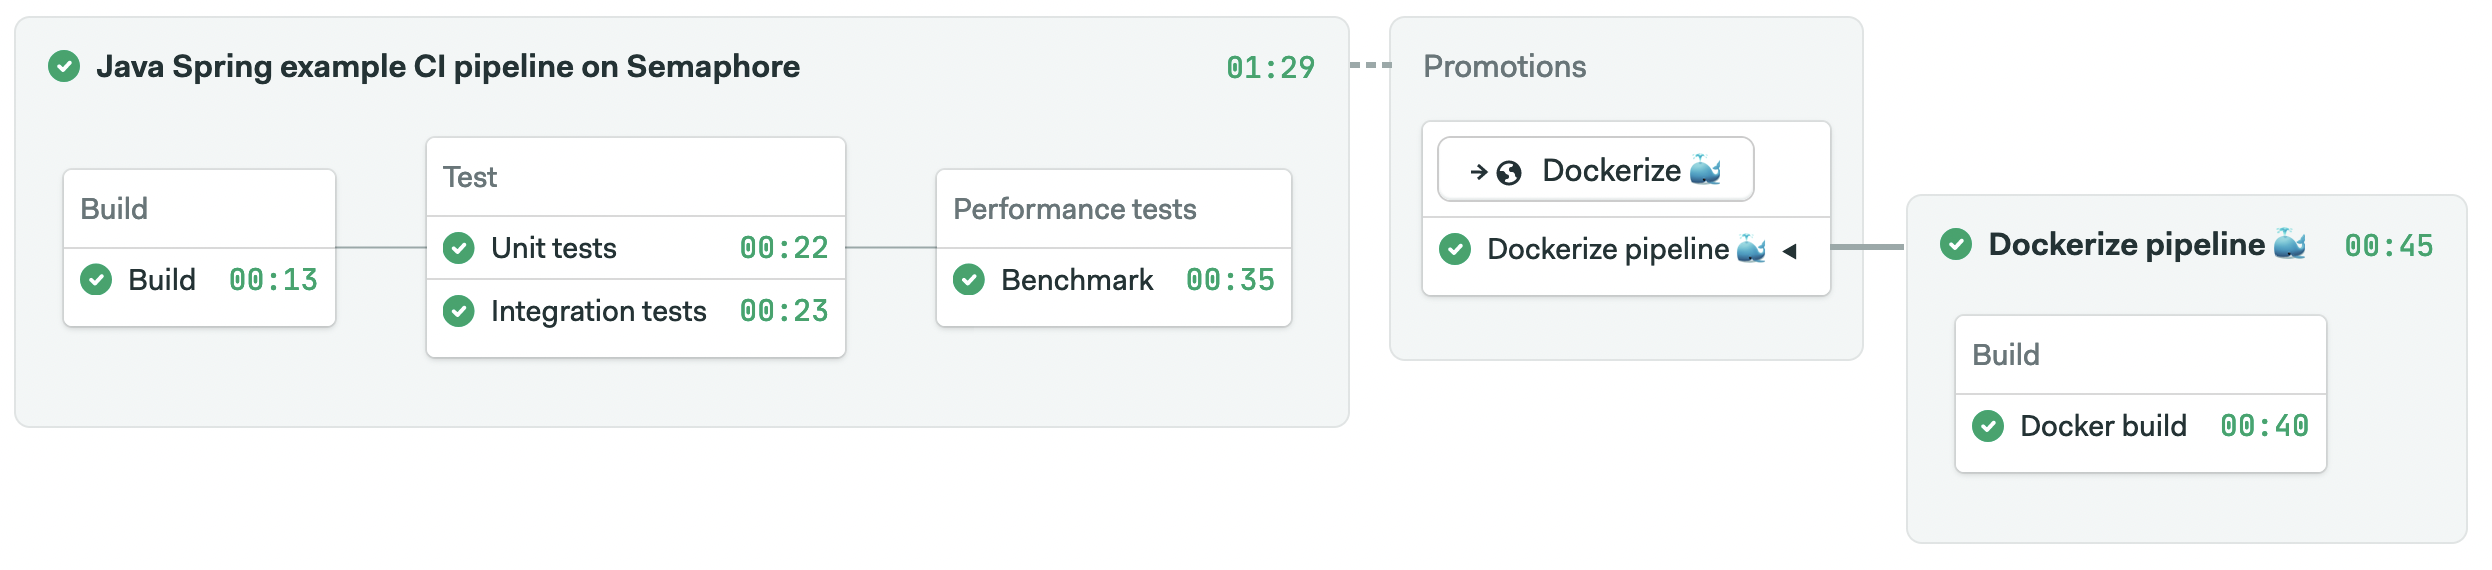 Java Spring example CI pipeline on Semaphore 01:29
Build
Build 00:13
Test
Unit tests 00:22
Integration tests 00:23
Performance tests
Benchmark 00:35
Promotions
Dockerize 🐳
Dockerize pipeline 🐳
Dockerize pipeline 🐳 00:45
Build
Docker build 00:40